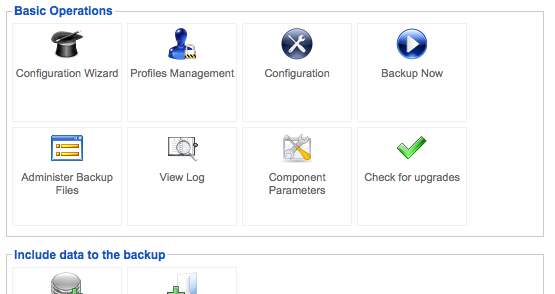 Basic Operations
Configuration Wizard
Profiles Management
Configuration
Backup Now
Administer Backup
Files
View Log
Component
Parameters
Check for upgrades
Include data to the backup